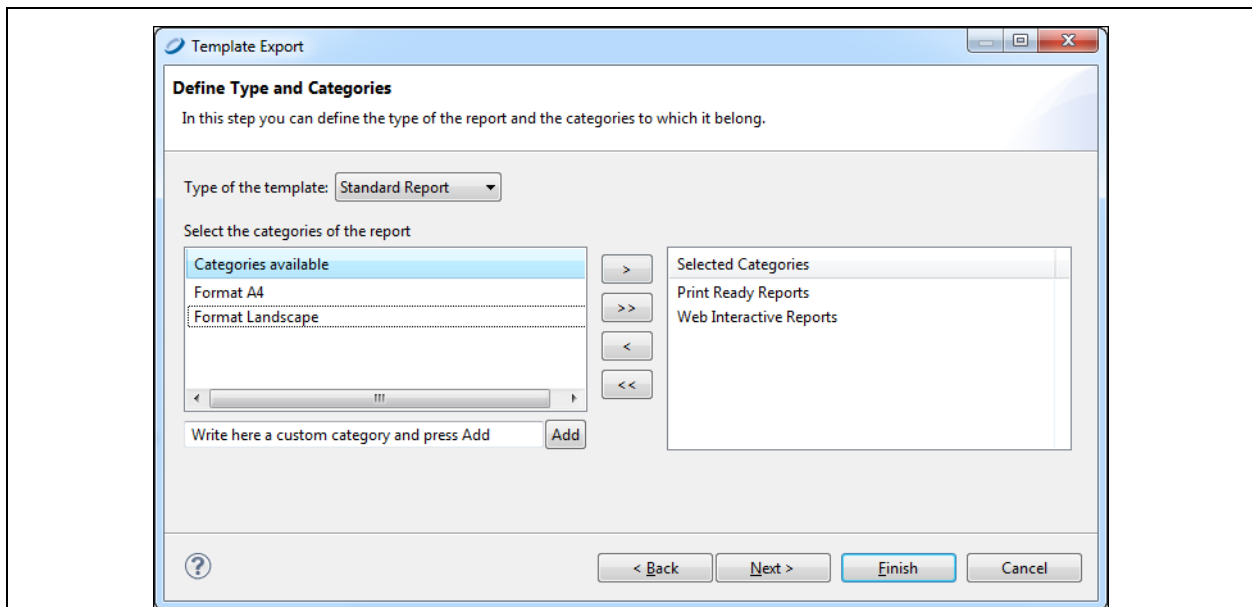 Template Export
Define Type and Categories
In this step you can define the type of the report and the categories to which it belong.
Type of the template: Standard Report
Select the categories of the report
Categories available
Format A4
Format Landscape
Write here a custom category and press Add
Add
>
>>
<
<<
Selected Categories
Print Ready Reports
Web Interactive Reports
?
< Back Next > Finish Cancel